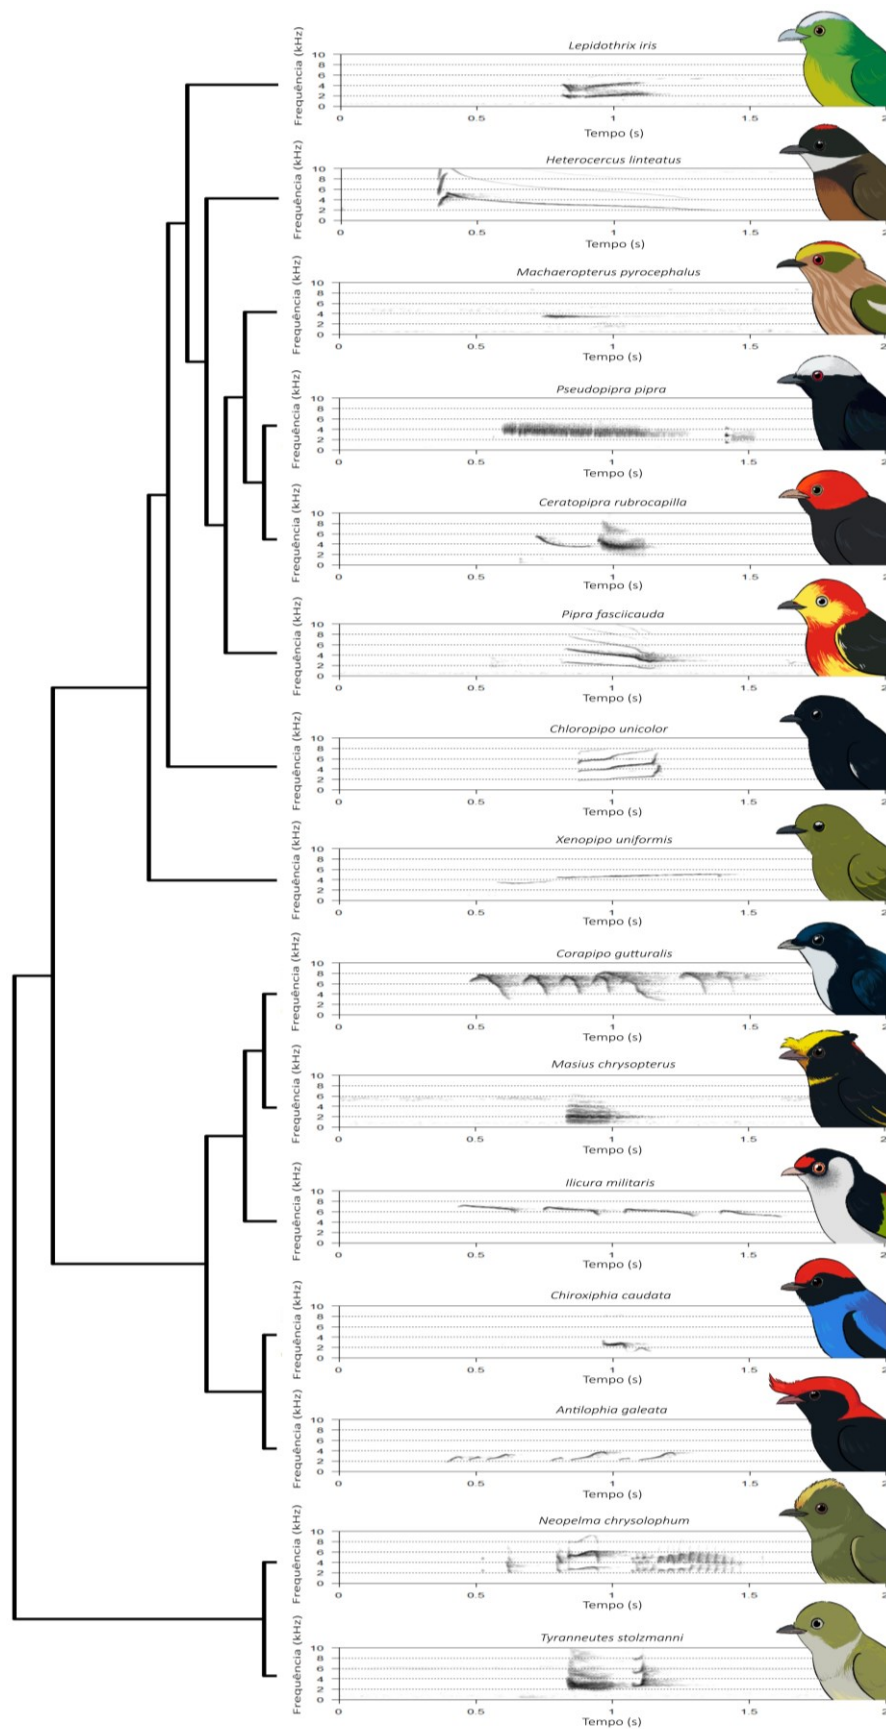 Lepidothrix iris
Frequência (kHz)
10
8
6
4
2
0
0 0.5 1 1.5 2
Tempo (s)
Heterocercus linteatus
Frequência (kHz)
10
8
6
4
2
0
0 0.5 1 1.5 2
Tempo (s)
Machaeropterus pyrocephalus
Frequência (kHz)
10
8
6
4
2
0
0 0.5 1 1.5 2
Tempo (s)
Pseudopipra pipra
Frequência (kHz)
10
8
6
4
2
0
0 0.5 1 1.5 2
Tempo (s)
Ceratopipra rubrocapilla
Frequência (kHz)
10
8
6
4
2
0
0 0.5 1 1.5 2
Tempo (s)
Pipra fasciicauda
Frequência (kHz)
10
8
6
4
2
0
0 0.5 1 1.5 2
Tempo (s)
Chloropipo unicolor
Frequência (kHz)
10
8
6
4
2
0
0 0.5 1 1.5 2
Tempo (s)
Xenopipo uniformis
Frequência (kHz)
10
8
6
4
2
0
0 0.5 1 1.5 2
Tempo (s)
Corapipo gutturalis
Frequência (kHz)
10
8
6
4
2
0
0 0.5 1 1.5 2
Tempo (s)
Masius chrysopterus
Frequência (kHz)
10
8
6
4
2
0
0 0.5 1 1.5 2
Tempo (s)
Ilicura militaris
Frequência (kHz)
10
8
6
4
2
0
0 0.5 1 1.5 2
Tempo (s)
Chiroxiphia caudata
Frequência (kHz)
10
8
6
4
2
0
0 0.5 1 1.5 2
Tempo (s)
Antilophia galeata
Frequência (kHz)
10
8
6
4
2
0
0 0.5 1 1.5 2
Tempo (s)
Neopelma chrysolophum
Frequência (kHz)
10
8
6
4
2
0
0 0.5 1 1.5 2
Tempo (s)
Tyranneutes stolzmanni
Frequência (kHz)
10
8
6
4
2
0
0 0.5 1 1.5 2
Tempo (s)